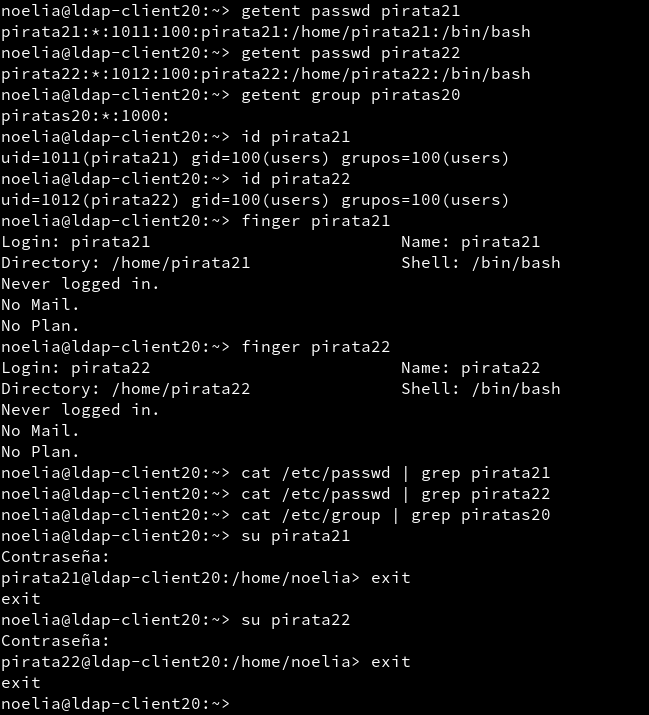 noelia@ldap-client20:~> getent passwd pirata21
pirata21:*:1011:100:pirata21:/home/pirata21:/bin/bash
noelia@ldap-client20:~> getent passwd pirata22
pirata22:*:1012:100:pirata22:/home/pirata22:/bin/bash
noelia@ldap-client20:~> getent group piratas20
piratas20:*:1000:
noelia@ldap-client20:~> id pirata21
uid=1011(pirata21) gid=100(users) grupos=100(users)
noelia@ldap-client20:~> id pirata22
uid=1012(pirata22) gid=100(users) grupos=100(users)
noelia@ldap-client20:~> finger pirata21
Login: pirata21                         Name: pirata21
Directory: /home/pirata21               Shell: /bin/bash
Never logged in.
No Mail.
No Plan.
noelia@ldap-client20:~> finger pirata22
Login: pirata22                         Name: pirata22
Directory: /home/pirata22               Shell: /bin/bash
Never logged in.
No Mail.
No Plan.
noelia@ldap-client20:~> cat /etc/passwd | grep pirata21
noelia@ldap-client20:~> cat /etc/passwd | grep pirata22
noelia@ldap-client20:~> cat /etc/group | grep piratas20
noelia@ldap-client20:~> su pirata21
Contraseña:
pirata21@ldap-client20:/home/noelia> exit
exit
noelia@ldap-client20:~> su pirata22
Contraseña:
pirata22@ldap-client20:/home/noelia> exit
exit
noelia@ldap-client20:~>